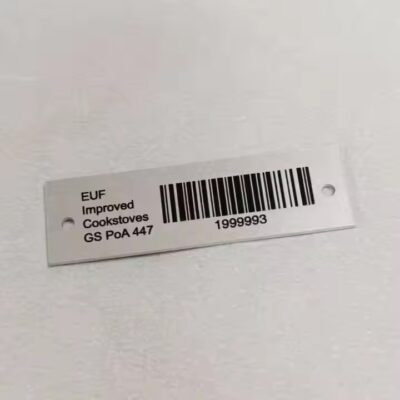 EUF
Improved
Cookstoves
GS PoA 447
1999993